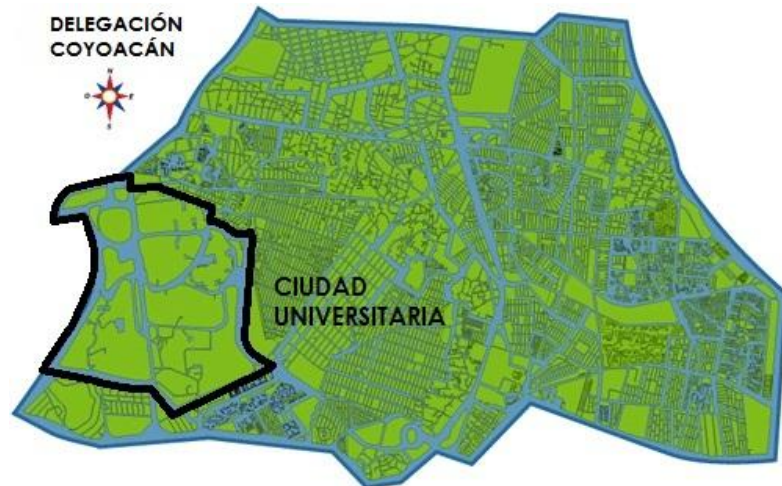 DELEGACIÓN
COYOACÁN
N
O E
S
CIUDAD
UNIVERSITARIA